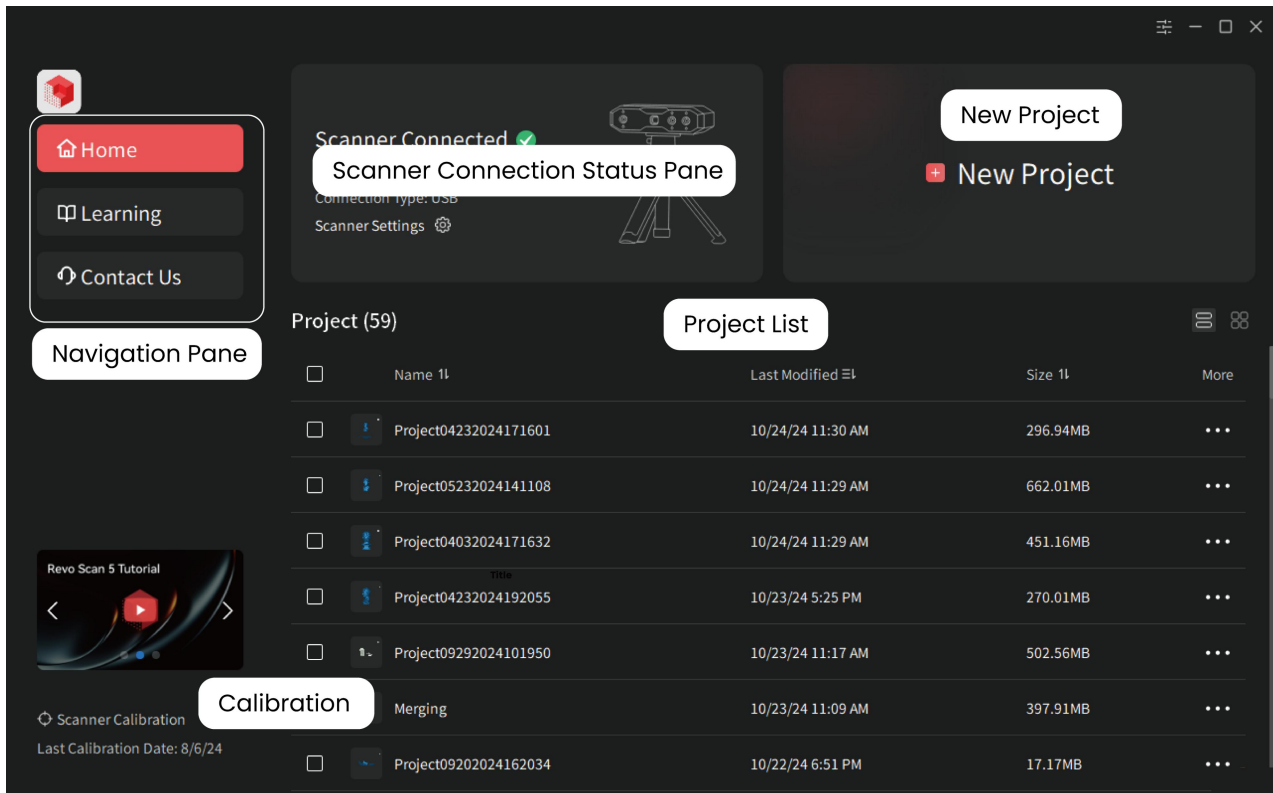 Home
Learning
Contact Us
Navigation Pane
Scanner Connected
Scanner Connection Status Pane
Connection Type: USB
Scanner Settings
New Project
New Project
Project (59)
Project List
Name Last Modified Size More
Project04232024171601 10/24/24 11:30 AM 296.94MB
Project05232024141108 10/24/24 11:29 AM 662.01MB
Project04032024171632 10/24/24 11:29 AM 451.16MB
Title
Project04232024192055 10/23/24 5:25 PM 270.01MB
Project09292024101950 10/23/24 11:17 AM 502.56MB
Merging 10/23/24 11:09 AM 397.91MB
Project09202024162034 10/22/24 6:51 PM 17.17MB
Revo Scan 5 Tutorial
Calibration
Scanner Calibration
Last Calibration Date: 8/6/24